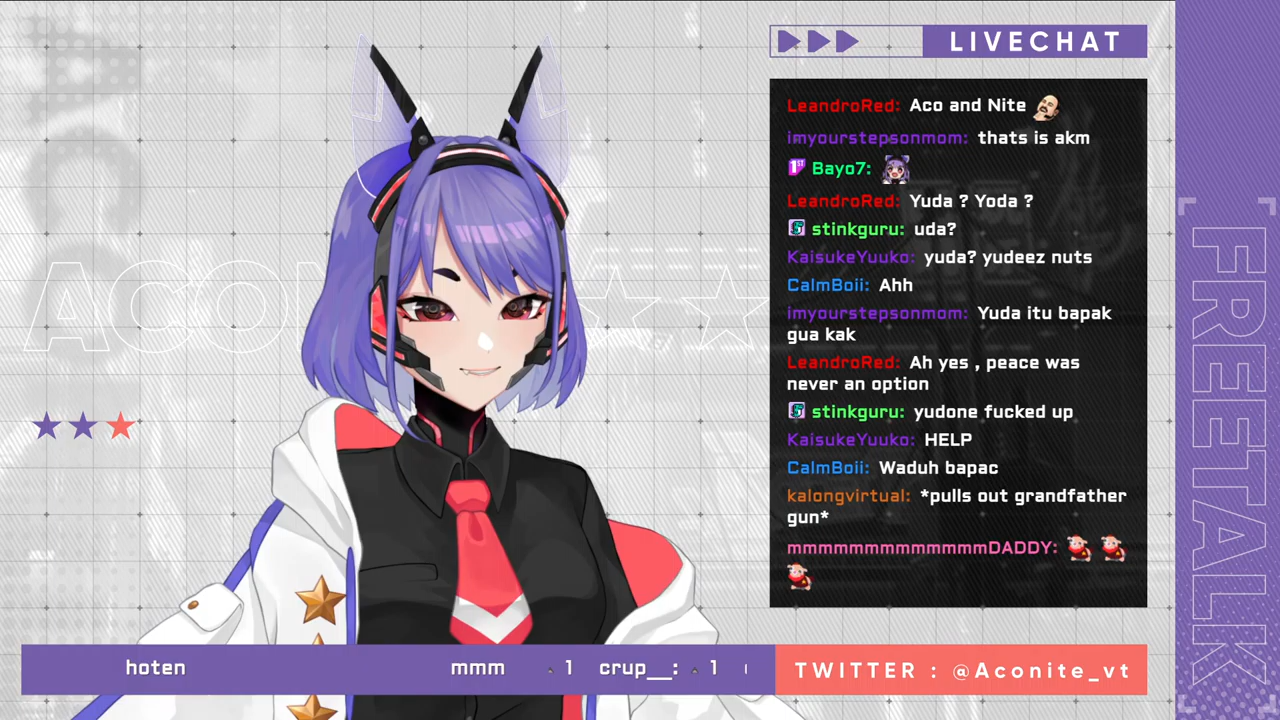 LIVECHAT
LeandroRed: Aco and Nite
imyourstepsonmom: thats is akm
1ST Bayo7:
LeandroRed: Yuda ? Yoda ?
stinkguru: uda?
KaisukeYuuko: yuda? yudeez nuts
CalmBoii: Ahh
imyourstepsonmom: Yuda itu bapak
gua kak
LeandroRed: Ah yes , peace was
never an option
stinkguru: yudone fucked up
KaisukeYuuko: HELP
CalmBoii: Waduh bapac
kalongvirtual: *pulls out grandfather
gun*
mmmmmmmmmmmmmDADDY:
FREETALK
ACON
hoten mmm . 1 crup__: . 1
TWITTER : @Aconite_vt